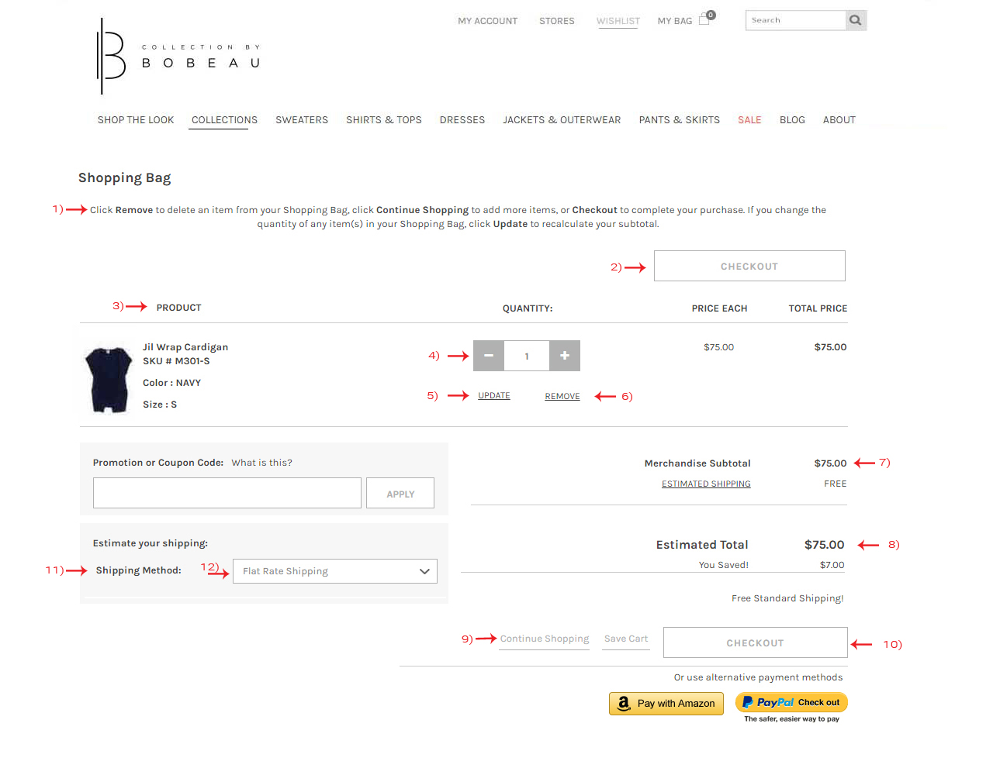 MY ACCOUNT STORES WISHLIST MY BAG 0 Search
COLLECTION BY
BOBEAU
SHOP THE LOOK COLLECTIONS SWEATERS SHIRTS & TOPS DRESSES JACKETS & OUTERWEAR PANTS & SKIRTS SALE BLOG ABOUT
Shopping Bag
1) Click Remove to delete an item from your Shopping Bag, click Continue Shopping to add more items, or Checkout to complete your purchase. If you change the
quantity of any item(s) in your Shopping Bag, click Update to recalculate your subtotal.
2) CHECKOUT
3) PRODUCT QUANTITY: PRICE EACH TOTAL PRICE
Jil Wrap Cardigan
SKU # M301-S
Color : NAVY
Size : S
4) − 1 + $75.00 $75.00
5) UPDATE REMOVE 6)
Promotion or Coupon Code: What is this?
APPLY
Merchandise Subtotal $75.00 7)
ESTIMATED SHIPPING FREE
Estimate your shipping:
11) Shipping Method: 12) Flat Rate Shipping
Estimated Total $75.00 8)
You Saved! $7.00
Free Standard Shipping!
9) Continue Shopping Save Cart CHECKOUT 10)
Or use alternative payment methods
a Pay with Amazon PayPal Check out
The safer, easier way to pay